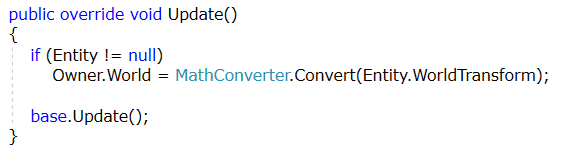 public override void Update()
{
if (Entity != null)
Owner.World = MathConverter.Convert(Entity.WorldTransform);
base.Update();
}